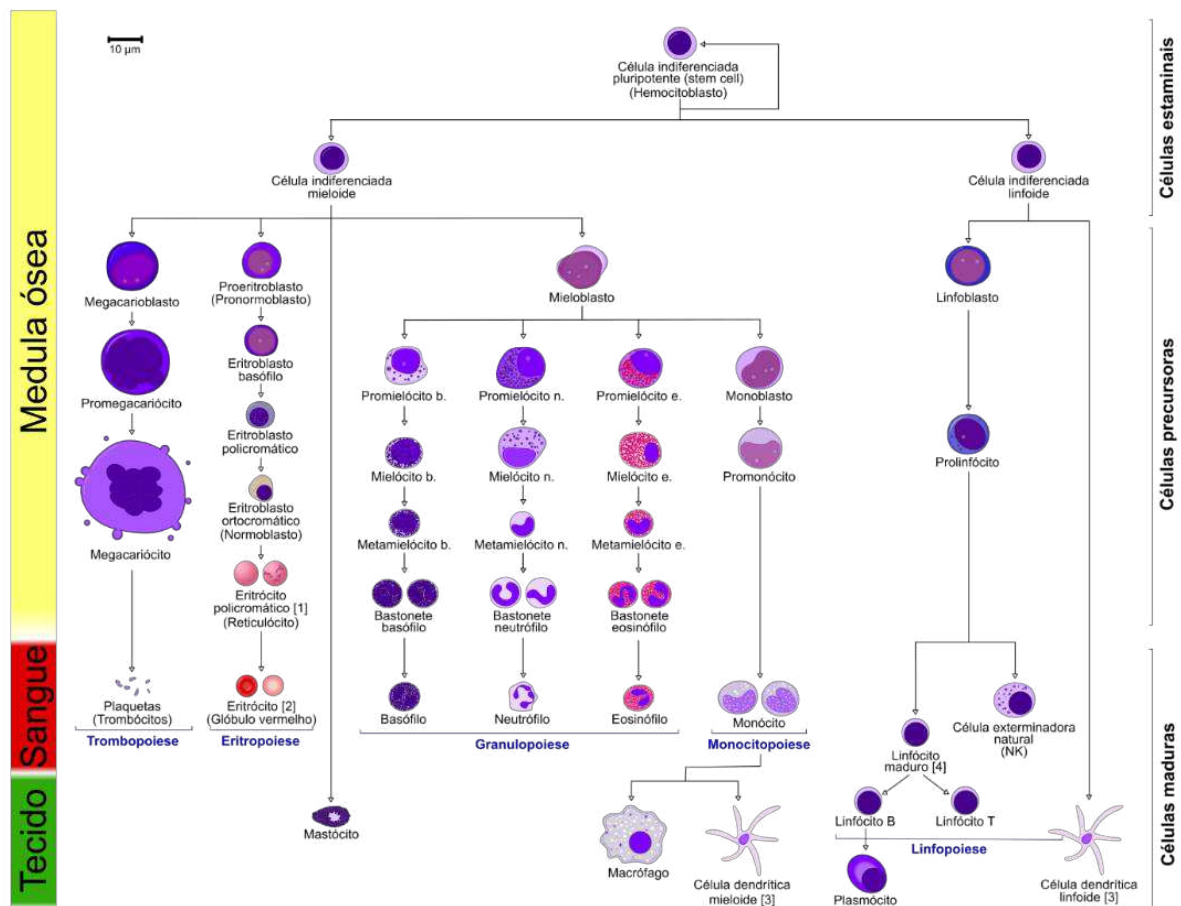 10 µm
Célula indiferenciada
pluripotente (stem cell)
(Hemocitoblasto)
Célula indiferenciada
mieloide
Célula indiferenciada
linfoide
Megacarioblasto
Proeritroblasto
(Pronormoblasto)
Mieloblasto
Linfoblasto
Promegacariócito
Eritroblasto
basófilo
Promielócito b.
Promielócito n.
Promielócito e.
Monoblasto
Eritroblasto
policromático
Mielócito b.
Mielócito n.
Mielócito e.
Promonócito
Prolinfócito
Eritroblasto
ortocromático
(Normoblasto)
Megacariócito
Metamielócito b.
Metamielócito n.
Metamielócito e.
Eritrócito
policromático [1]
(Reticulócito)
Bastonete
basófilo
Bastonete
neutrófilo
Bastonete
eosinófilo
Plaquetas
(Trombócitos)
Eritrócito [2]
(Glóbulo vermelho)
Basófilo
Neutrófilo
Eosinófilo
Monócito
Célula exterminadora
natural
(NK)
Trombopoiese
Eritropoiese
Granulopoiese
Monocitopoiese
Linfócito
maduro [4]
Mastócito
Macrófago
Célula dendrítica
mieloide [3]
Linfócito B
Linfócito T
Linfopoiese
Plasmócito
Célula dendrítica
linfoide [3]
Medula ósea
Sangue
Tecido
Células estaminais
Células precursoras
Células maduras